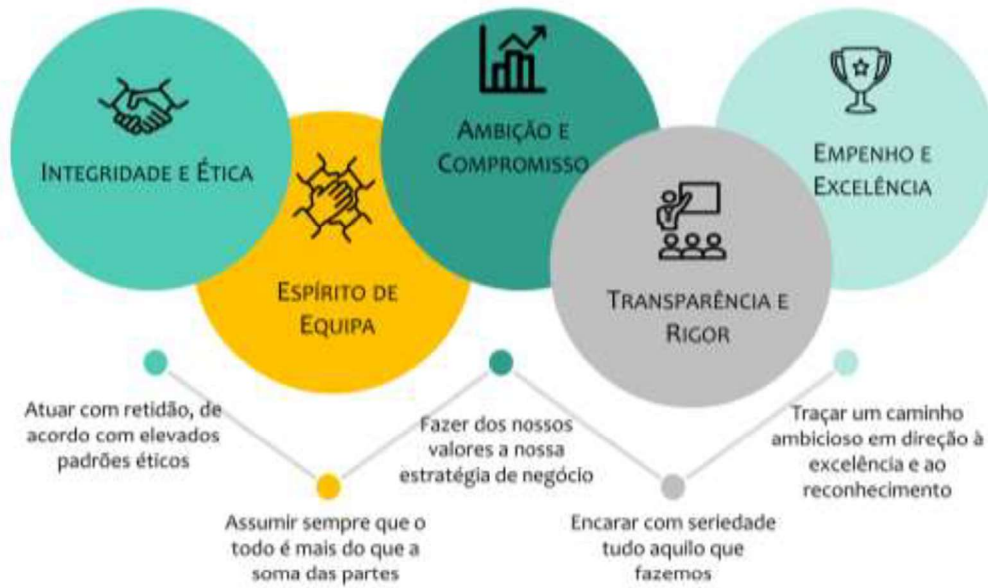 INTEGRIDADE E ÉTICA
ESPÍRITO DE
EQUIPA
AMBIÇÃO E
COMPROMISSO
TRANSPARÊNCIA E
RIGOR
EMPENHO E
EXCELÊNCIA
Atuar com retidão, de
acordo com elevados
padrões éticos
Assumir sempre que o
todo é mais do que a
soma das partes
Fazer dos nossos
valores a nossa
estratégia de negócio
Encarar com seriedade
tudo aquilo que
fazemos
Traçar um caminho
ambicioso em direção à
excelência e ao
reconhecimento